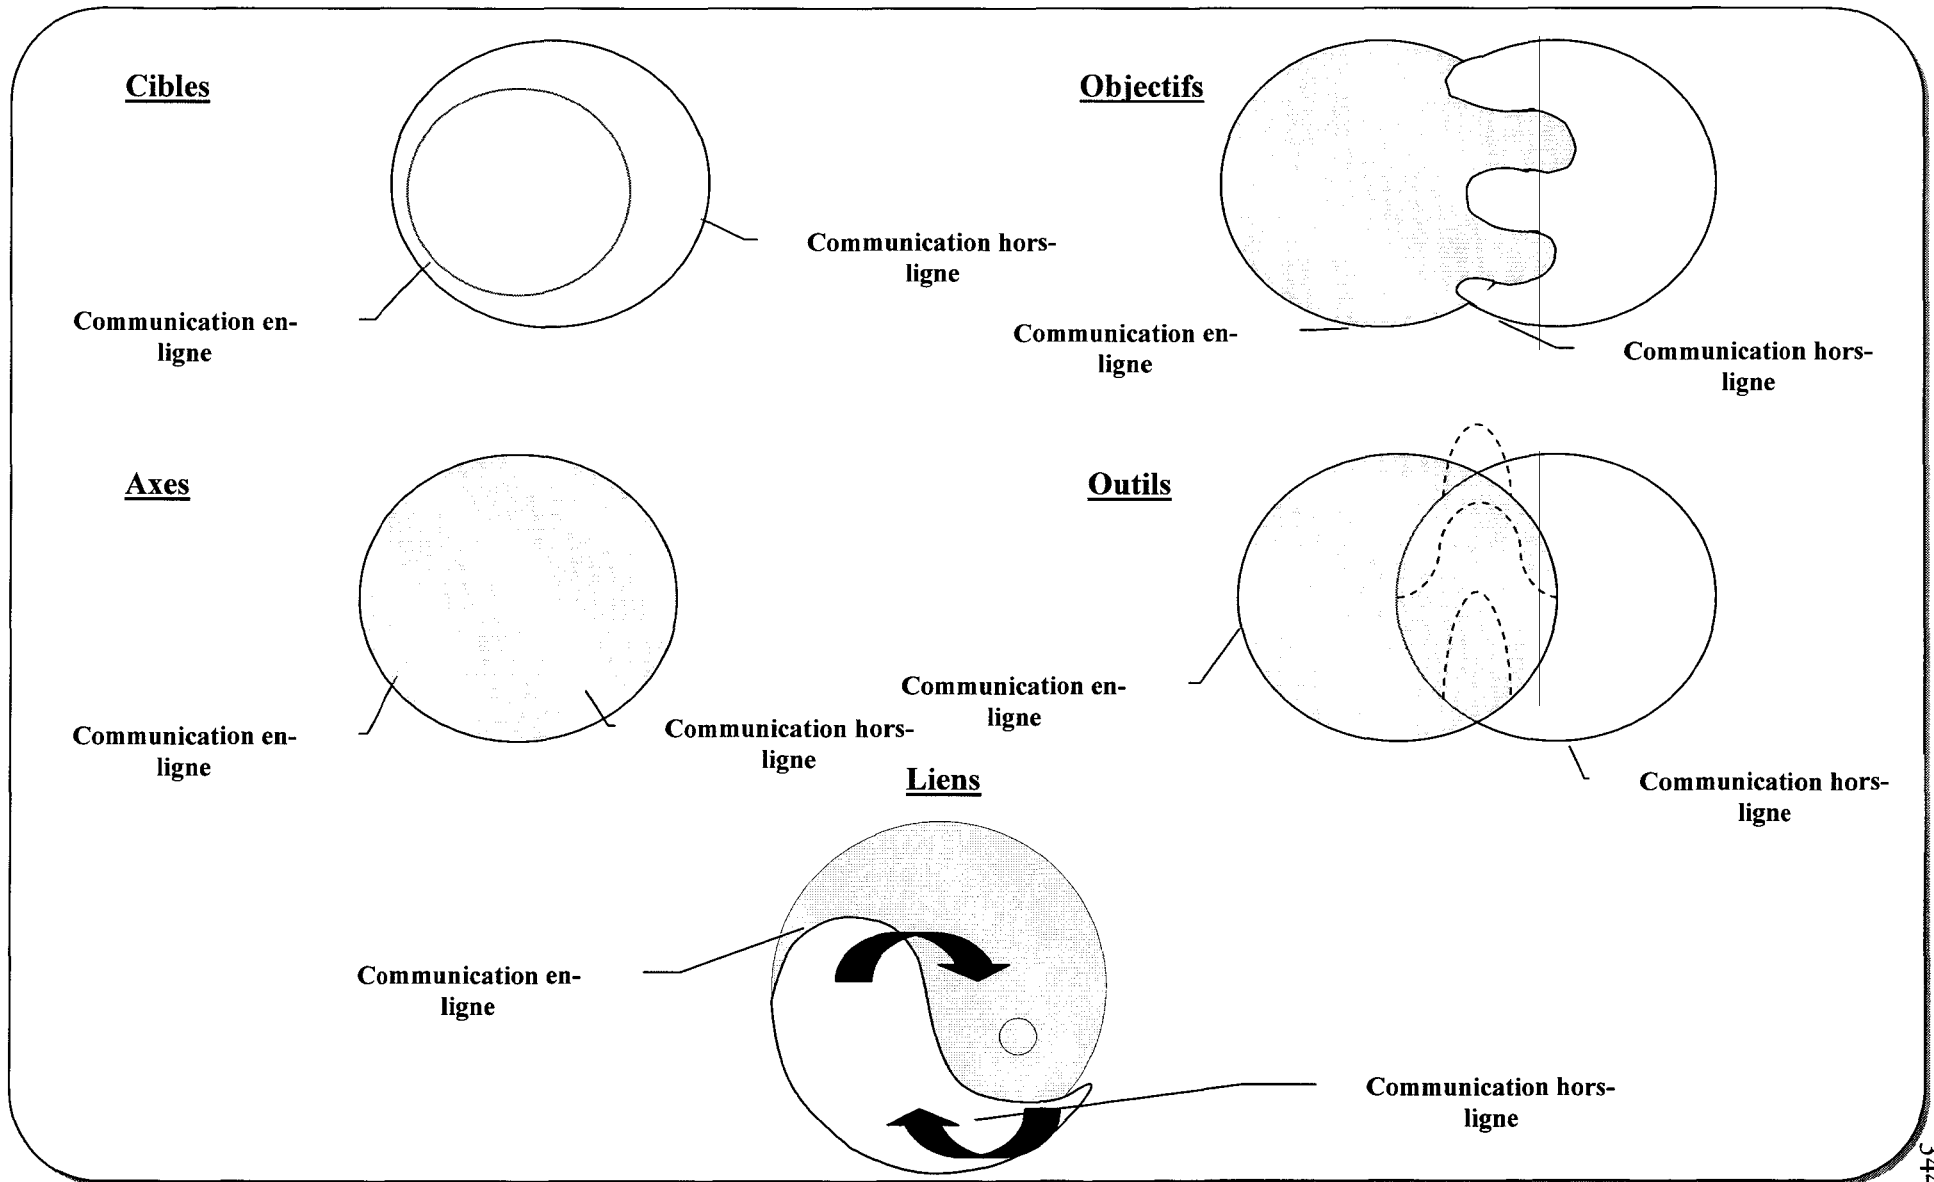 Cibles
Objectifs
Communication hors-
ligne
Communication en-
ligne
Communication en-
ligne
Communication hors-
ligne
Axes
Outils
Communication en-
ligne
Communication hors-
ligne
Communication en-
ligne
Communication hors-
ligne
Liens
Communication en-
ligne
Communication hors-
ligne